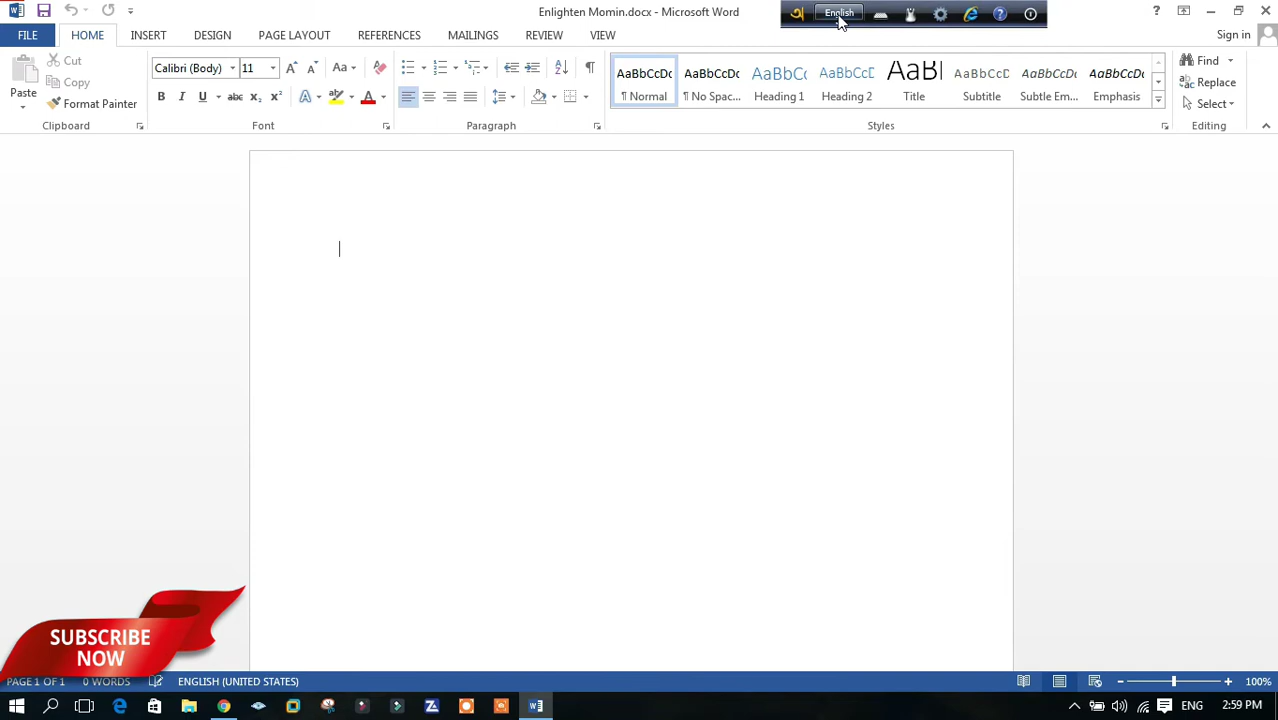 Enlighten Momin.docx - Microsoft Word
অ English
FILE HOME INSERT DESIGN PAGE LAYOUT REFERENCES MAILINGS REVIEW VIEW Sign in
Paste
Cut
Copy
Format Painter
Clipboard
Calibri (Body) 11
Font
Paragraph
AaBbCcDc AaBbCcDc AaBbCc AaBbCcD AaBl AaBbCcD AaBbCcDc AaBbCcDc
¶ Normal ¶ No Spac... Heading 1 Heading 2 Title Subtitle Subtle Em... Emphasis
Styles
Find
Replace
Select
Editing
SUBSCRIBE
NOW
PAGE 1 OF 1 0 WORDS ENGLISH (UNITED STATES) 100%
ENG 2:59 PM